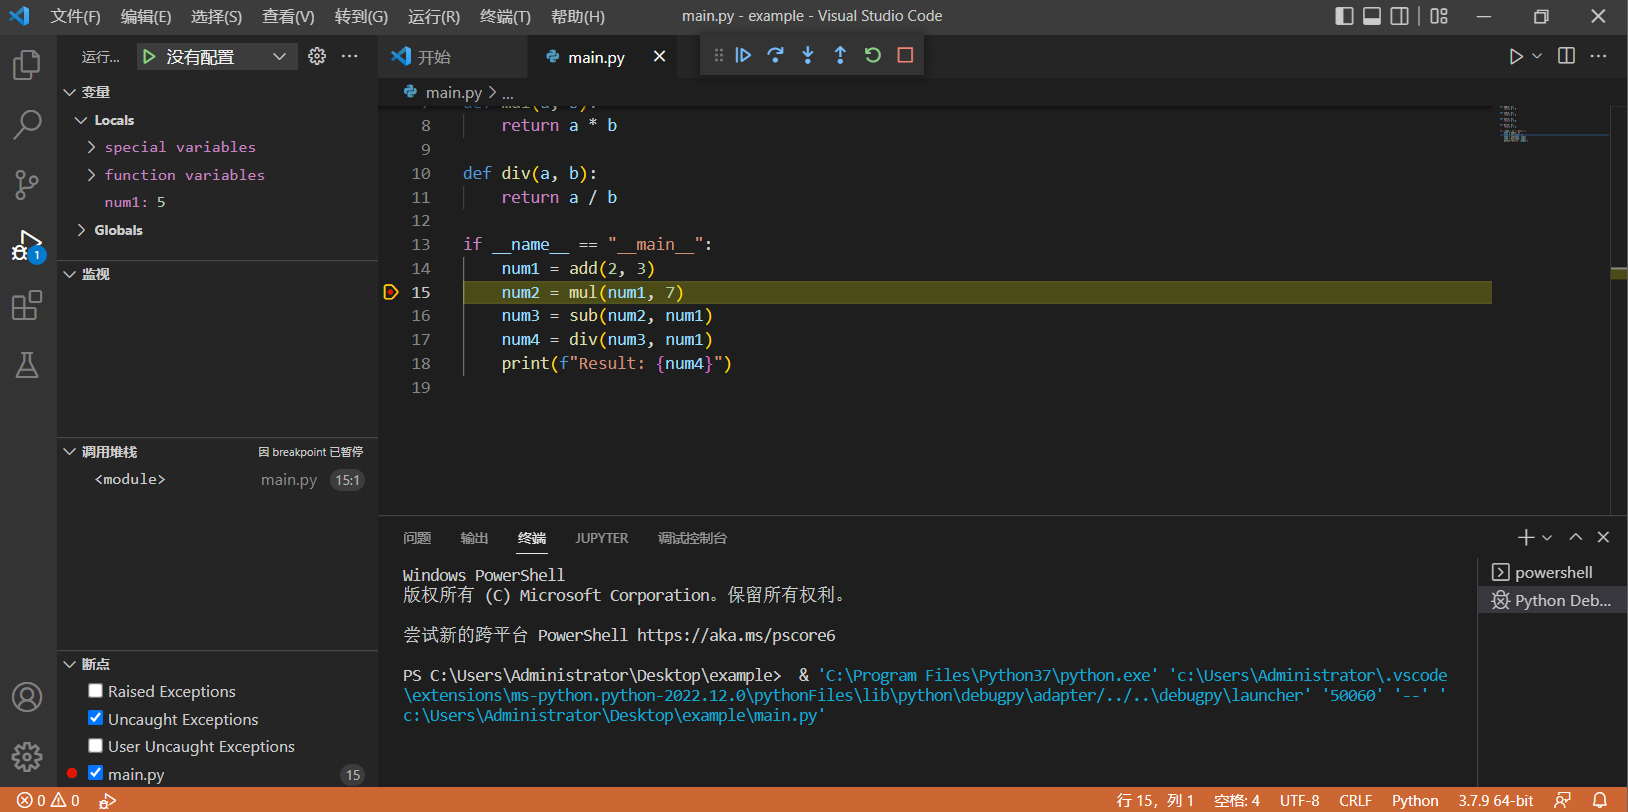 文件(F) 编辑(E) 选择(S) 查看(V) 转到(G) 运行(R) 终端(T) 帮助(H) main.py - example - Visual Studio Code
运行... 没有配置
开始 main.py
变量
Locals
special variables
function variables
num1: 5
Globals
监视
调用堆栈 因 breakpoint 已暂停
<module> main.py 15:1
断点
Raised Exceptions
Uncaught Exceptions
User Uncaught Exceptions
main.py 15
1
main.py > ...
8 return a * b
9
10 def div(a, b):
11 return a / b
12
13 if __name__ == "__main__":
14 num1 = add(2, 3)
15 num2 = mul(num1, 7)
16 num3 = sub(num2, num1)
17 num4 = div(num3, num1)
18 print(f"Result: {num4}")
19
问题 输出 终端 JUPYTER 调试控制台
Windows PowerShell
版权所有 (C) Microsoft Corporation。保留所有权利。
尝试新的跨平台 PowerShell https://aka.ms/pscore6
PS C:\Users\Administrator\Desktop\example>  & 'C:\Program Files\Python37\python.exe' 'c:\Users\Administrator\.vscode
\extensions\ms-python.python-2022.12.0\pythonFiles\lib\python\debugpy\adapter/../..\debugpy\launcher' '50060' '--' '
c:\Users\Administrator\Desktop\example\main.py'
powershell
Python Deb...
0 0
行 15，列 1 空格: 4 UTF-8 CRLF Python 3.7.9 64-bit